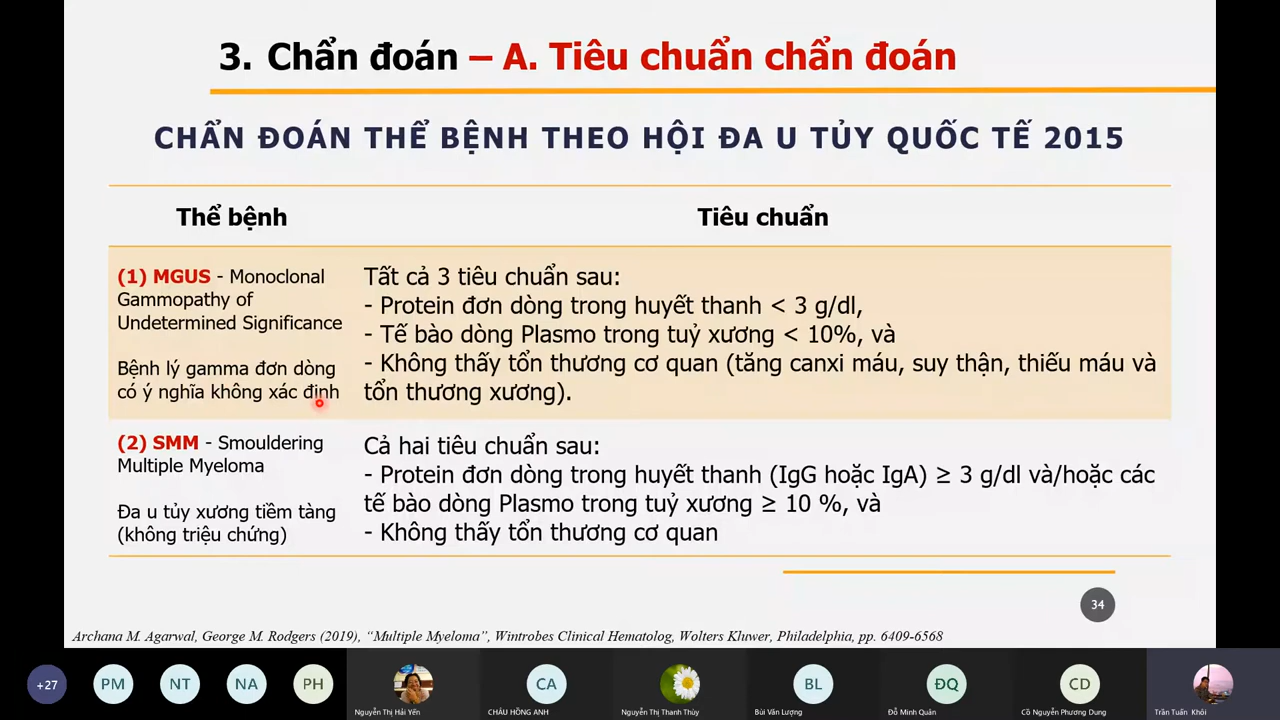 3. Chẩn đoán – A. Tiêu chuẩn chẩn đoán
CHẨN ĐOÁN THỂ BỆNH THEO HỘI ĐA U TỦY QUỐC TẾ 2015
Thể bệnh
Tiêu chuẩn
(1) MGUS - Monoclonal
Gammopathy of
Undetermined Significance
Bệnh lý gamma đơn dòng
có ý nghĩa không xác định
Tất cả 3 tiêu chuẩn sau:
- Protein đơn dòng trong huyết thanh < 3 g/dl,
- Tế bào dòng Plasmo trong tuỷ xương < 10%, và
- Không thấy tổn thương cơ quan (tăng canxi máu, suy thận, thiếu máu và
tổn thương xương).
(2) SMM - Smouldering
Multiple Myeloma
Đa u tủy xương tiềm tàng
(không triệu chứng)
Cả hai tiêu chuẩn sau:
- Protein đơn dòng trong huyết thanh (IgG hoặc IgA) ≥ 3 g/dl và/hoặc các
tế bào dòng Plasmo trong tuỷ xương ≥ 10 %, và
- Không thấy tổn thương cơ quan
34
Archana M. Agarwal, George M. Rodgers (2019), “Multiple Myeloma”, Wintrobes Clinical Hematolog, Wolters Kluwer, Philadelphia, pp. 6409-6568
+27
PM
NT
NA
PH
CA
BL
ĐQ
CD
Nguyễn Thị Hải Yến
CHÂU HỒNG ANH
Nguyễn Thị Thanh Thủy
Bùi Văn Lượng
Đỗ Minh Quân
Cồ Nguyễn Phương Dung
Trần Tuấn Khôi